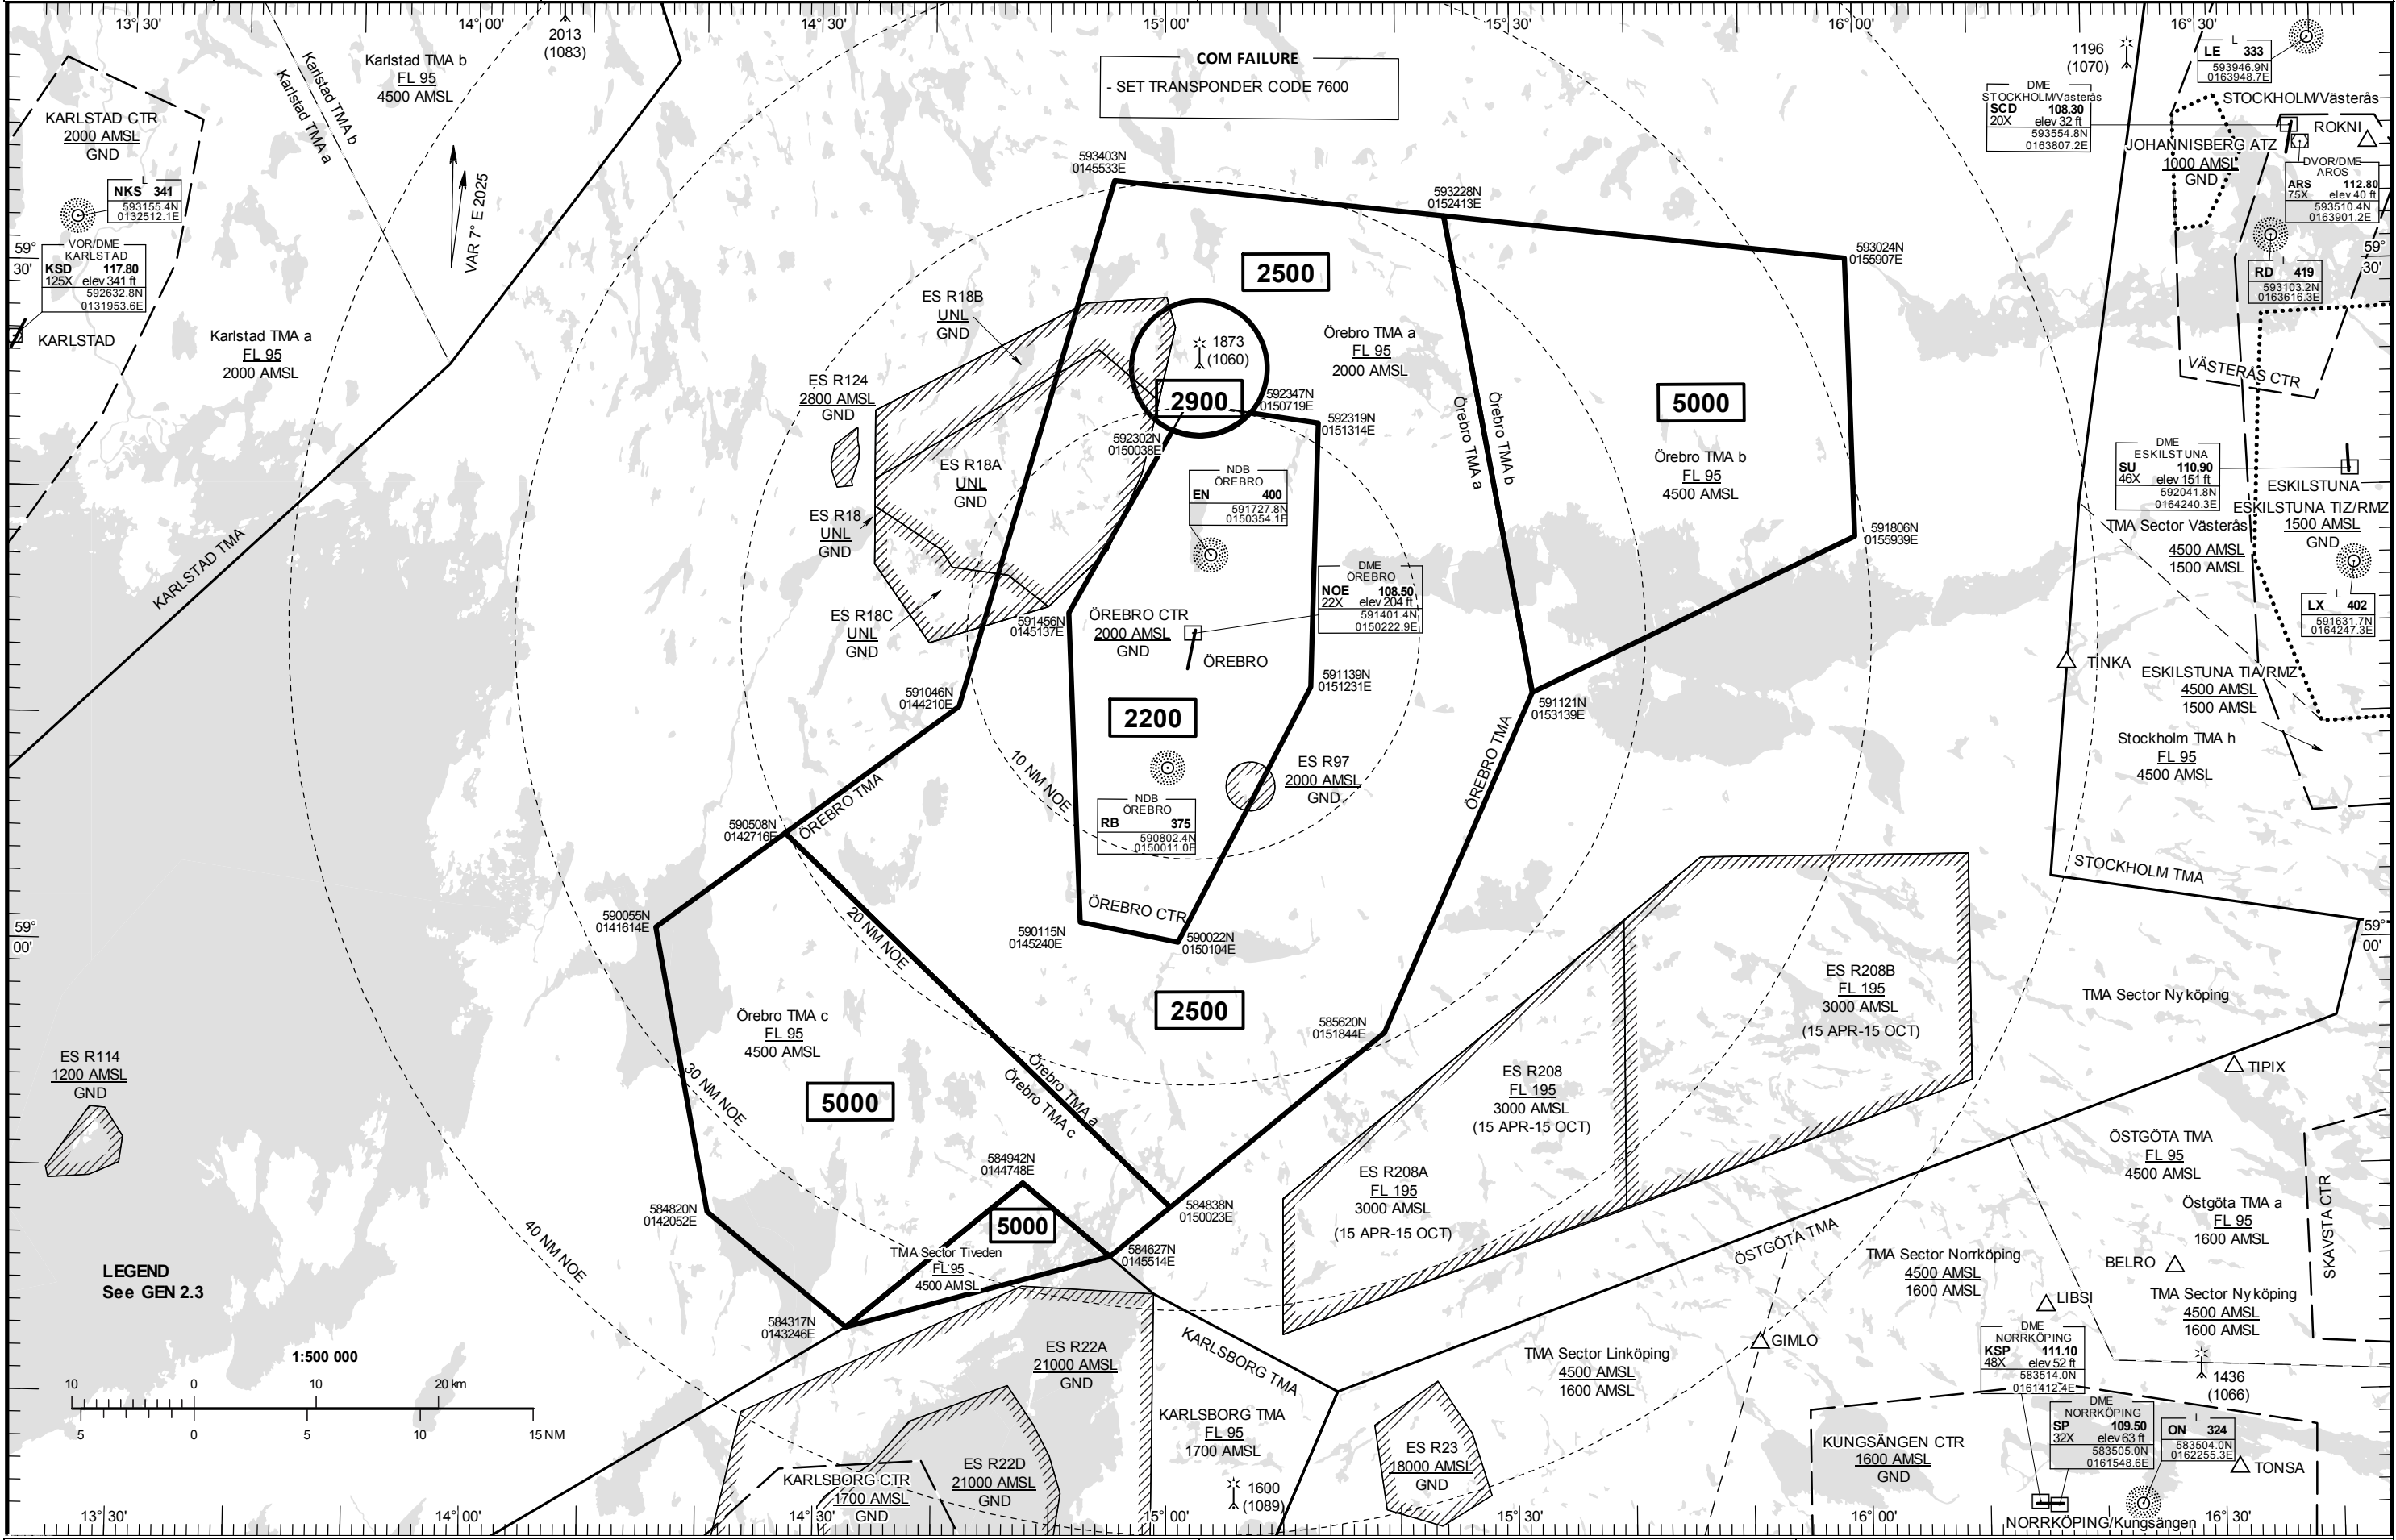 13° 30'
14° 00'
14° 30'
15° 00'
15° 30'
16° 00'
16° 30'
2013
(1083)
Karlstad TMA b
FL 95
4500 AMSL
Karlstad TMA b
Karlstad TMA a
COM FAILURE
- SET TRANSPONDER CODE 7600
1196
(1070)
L
LE 333
593946.9N
0163948.7E
DME
STOCKHOLM/Västerås
SCD 108.30
20X elev 32 ft
593554.8N
0163807.2E
STOCKHOLM/Västerås
ROKNI
JOHANNISBERG ATZ
1000 AMSL
GND
DVOR/DME
AROS
ARS 112.80
75X elev 40 ft
593510.4N
0163901.2E
L
RD 419
593103.2N
0163616.3E
59°
30'
VÄSTERÅS CTR
KARLSTAD CTR
2000 AMSL
GND
L
NKS 341
593155.4N
0132512.1E
59°
30'
VOR/DME
KARLSTAD
KSD 117.80
125X elev 341 ft
592632.8N
0131953.6E
KARLSTAD
VAR 7° E 2025
Karlstad TMA a
FL 95
2000 AMSL
KARLSTAD TMA
593403N
0145533E
593228N
0152413E
593024N
0155907E
2500
ES R18B
UNL
GND
1873
(1060)
Örebro TMA a
FL 95
2000 AMSL
ES R124
2800 AMSL
GND
2900
592347N
0150719E
592319N
0151314E
592302N
0150038E
Örebro TMA a
Örebro TMA b
5000
Örebro TMA b
FL 95
4500 AMSL
ES R18A
UNL
GND
NDB
ÖREBRO
EN 400
591727.8N
0150354.1E
ES R18
UNL
GND
591806N
0155939E
DME
ESKILSTUNA
SU 110.90
46X elev 151 ft
592041.8N
0164240.3E
ESKILSTUNA
ESKILSTUNA TIZ/RMZ
1500 AMSL
GND
TMA Sector Västerås
4500 AMSL
1500 AMSL
L
LX 402
591631.7N
0164247.3E
DME
ÖREBRO
NOE 108.50
22X elev 204 ft
591401.4N
0150222.9E
ES R18C
UNL
GND
591456N
0145137E
ÖREBRO CTR
2000 AMSL
GND
ÖREBRO
TINKA
ESKILSTUNA TIA/RMZ
4500 AMSL
1500 AMSL
591046N
0144210E
591139N
0151231E
591121N
0153139E
2200
Stockholm TMA h
FL 95
4500 AMSL
10 NM NOE
ES R97
2000 AMSL
GND
ÖREBRO TMA
ÖREBRO TMA
NDB
ÖREBRO
RB 375
590802.4N
0150011.0E
590508N
0142716E
STOCKHOLM TMA
590055N
0141614E
20 NM NOE
ÖREBRO CTR
590115N
0145240E
590022N
0150104E
59°
00'
59°
00'
ES R208B
FL 195
3000 AMSL
(15 APR-15 OCT)
TMA Sector Nyköping
2500
Örebro TMA c
FL 95
4500 AMSL
585620N
0151844E
ES R114
1200 AMSL
GND
30 NM NOE
Örebro TMA a
Örebro TMA c
5000
ES R208
FL 195
3000 AMSL
(15 APR-15 OCT)
TIPIX
ÖSTGÖTA TMA
FL 95
4500 AMSL
584942N
0144748E
ES R208A
FL 195
3000 AMSL
(15 APR-15 OCT)
584820N
0142052E
5000
584838N
0150023E
Östgöta TMA a
FL 95
1600 AMSL
SKAVSTA CTR
40 NM NOE
TMA Sector Tiveden
FL 95
4500 AMSL
584627N
0145514E
ÖSTGÖTA TMA
TMA Sector Norrköping
4500 AMSL
1600 AMSL
BELRO
LEGEND
See GEN 2.3
LIBSI
TMA Sector Nyköping
4500 AMSL
1600 AMSL
584317N
0143246E
KARLSBORG TMA
GIMLO
DME
NORRKÖPING
KSP 111.10
48X elev 52 ft
583514.0N
0161412.4E
1:500 000
ES R22A
21000 AMSL
GND
TMA Sector Linköping
4500 AMSL
1600 AMSL
1436
(1066)
10 0 10 20 km
5 0 5 10 15 NM
KARLSBORG TMA
FL 95
1700 AMSL
DME
NORRKÖPING
SP 109.50
32X elev 63 ft
583505.0N
0161548.6E
L
ON 324
583504.0N
0162255.3E
ES R23
18000 AMSL
GND
KUNGSÄNGEN CTR
1600 AMSL
GND
ES R22D
21000 AMSL
GND
KARLSBORG CTR
1700 AMSL
GND
1600
(1089)
TONSA
NORRKÖPING/Kungsängen
13° 30'
14° 00'
14° 30'
15° 00'
15° 30'
16° 00'
16° 30'